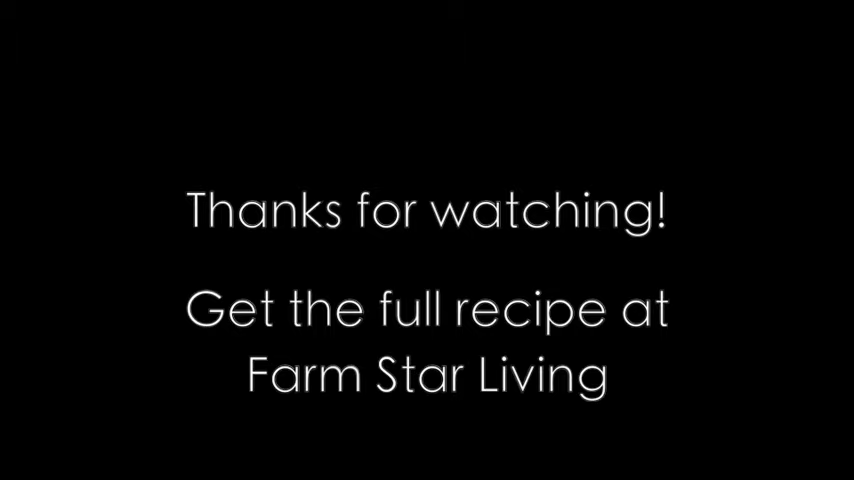 Thanks for watching!
Get the full recipe at
Farm Star Living